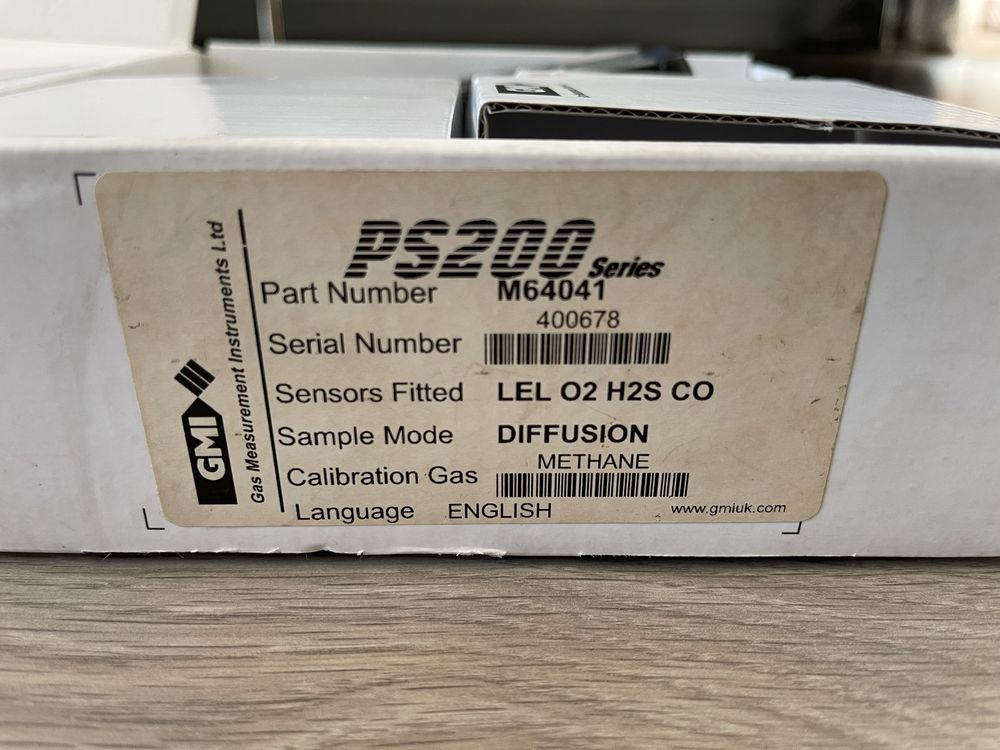 GMI
Gas Measurement Instruments Ltd
PS200 Series
Part Number M64041
400678
Serial Number
Sensors Fitted LEL O2 H2S CO
Sample Mode DIFFUSION
METHANE
Calibration Gas
Language ENGLISH
www.gmiuk.com